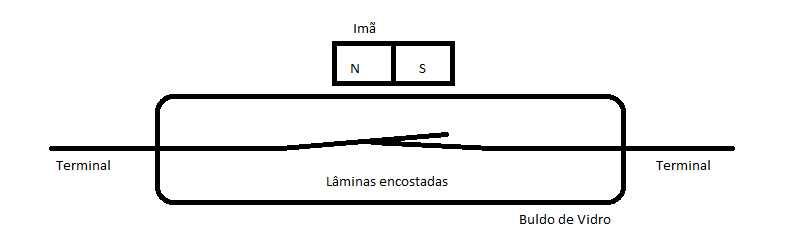 Imã
N
S
Terminal
Terminal
Lâminas encostadas
Buldo de Vidro